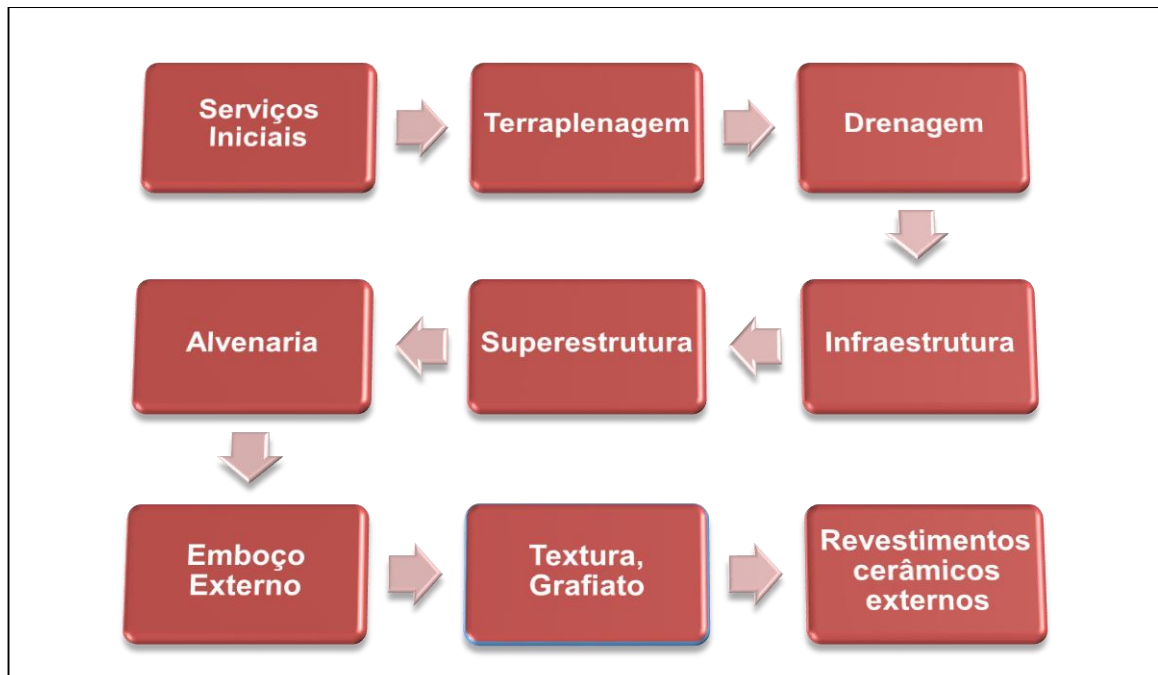 Serviços
Iniciais
Terraplenagem
Drenagem
Infraestrutura
Superestrutura
Alvenaria
Emboço
Externo
Textura,
Grafiato
Revestimentos
cerâmicos
externos